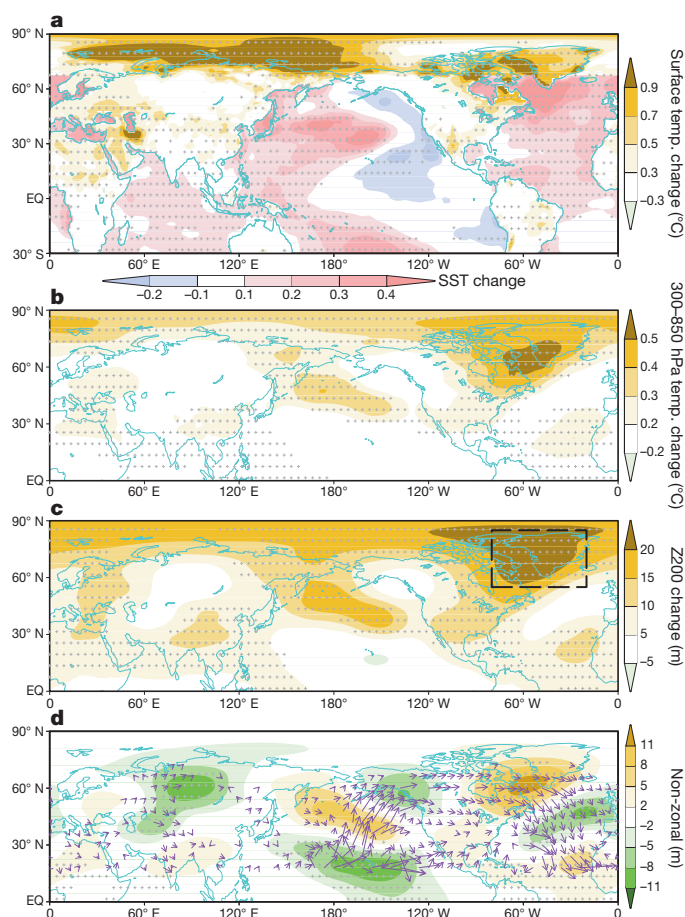 a
90° N
60° N
30° N
EQ
30° S
0 60° E 120° E 180° 120° W 60° W 0
Surface temp. change (°C)
0.9
0.7
0.5
0.3
−0.3
−0.2 −0.1 0.1 0.2 0.3 0.4
SST change
b
90° N
60° N
30° N
EQ
0 60° E 120° E 180° 120° W 60° W 0
300–850 hPa temp. change (°C)
0.5
0.4
0.3
0.2
−0.2
c
90° N
60° N
30° N
EQ
0 60° E 120° E 180° 120° W 60° W 0
Z200 change (m)
20
15
10
5
−5
d
90° N
60° N
30° N
EQ
0 60° E 120° E 180° 120° W 60° W 0
Non-zonal (m)
11
8
5
2
−2
−5
−8
−11